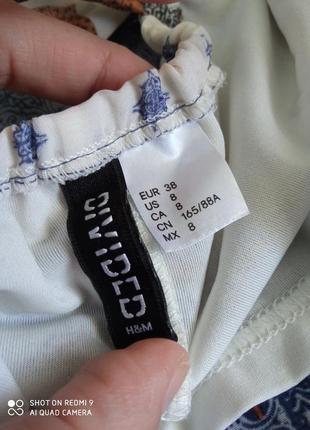 EUR 38
US 8
CA 8
CN 165/88A
MX 8
DIVIDED
H&M
SHOT ON REDMI 9
AI QUAD CAMERA